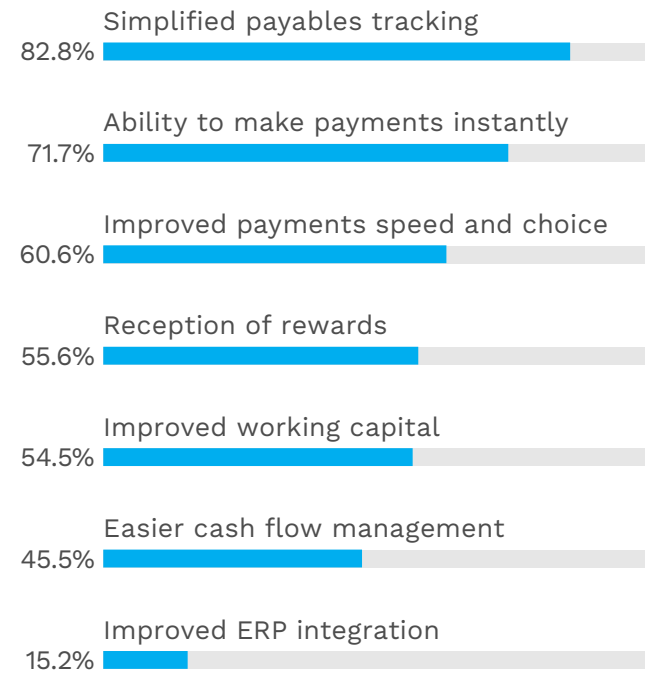 Simplified payables tracking
82.8%
Ability to make payments instantly
71.7%
Improved payments speed and choice
60.6%
Reception of rewards
55.6%
Improved working capital
54.5%
Easier cash flow management
45.5%
Improved ERP integration
15.2%